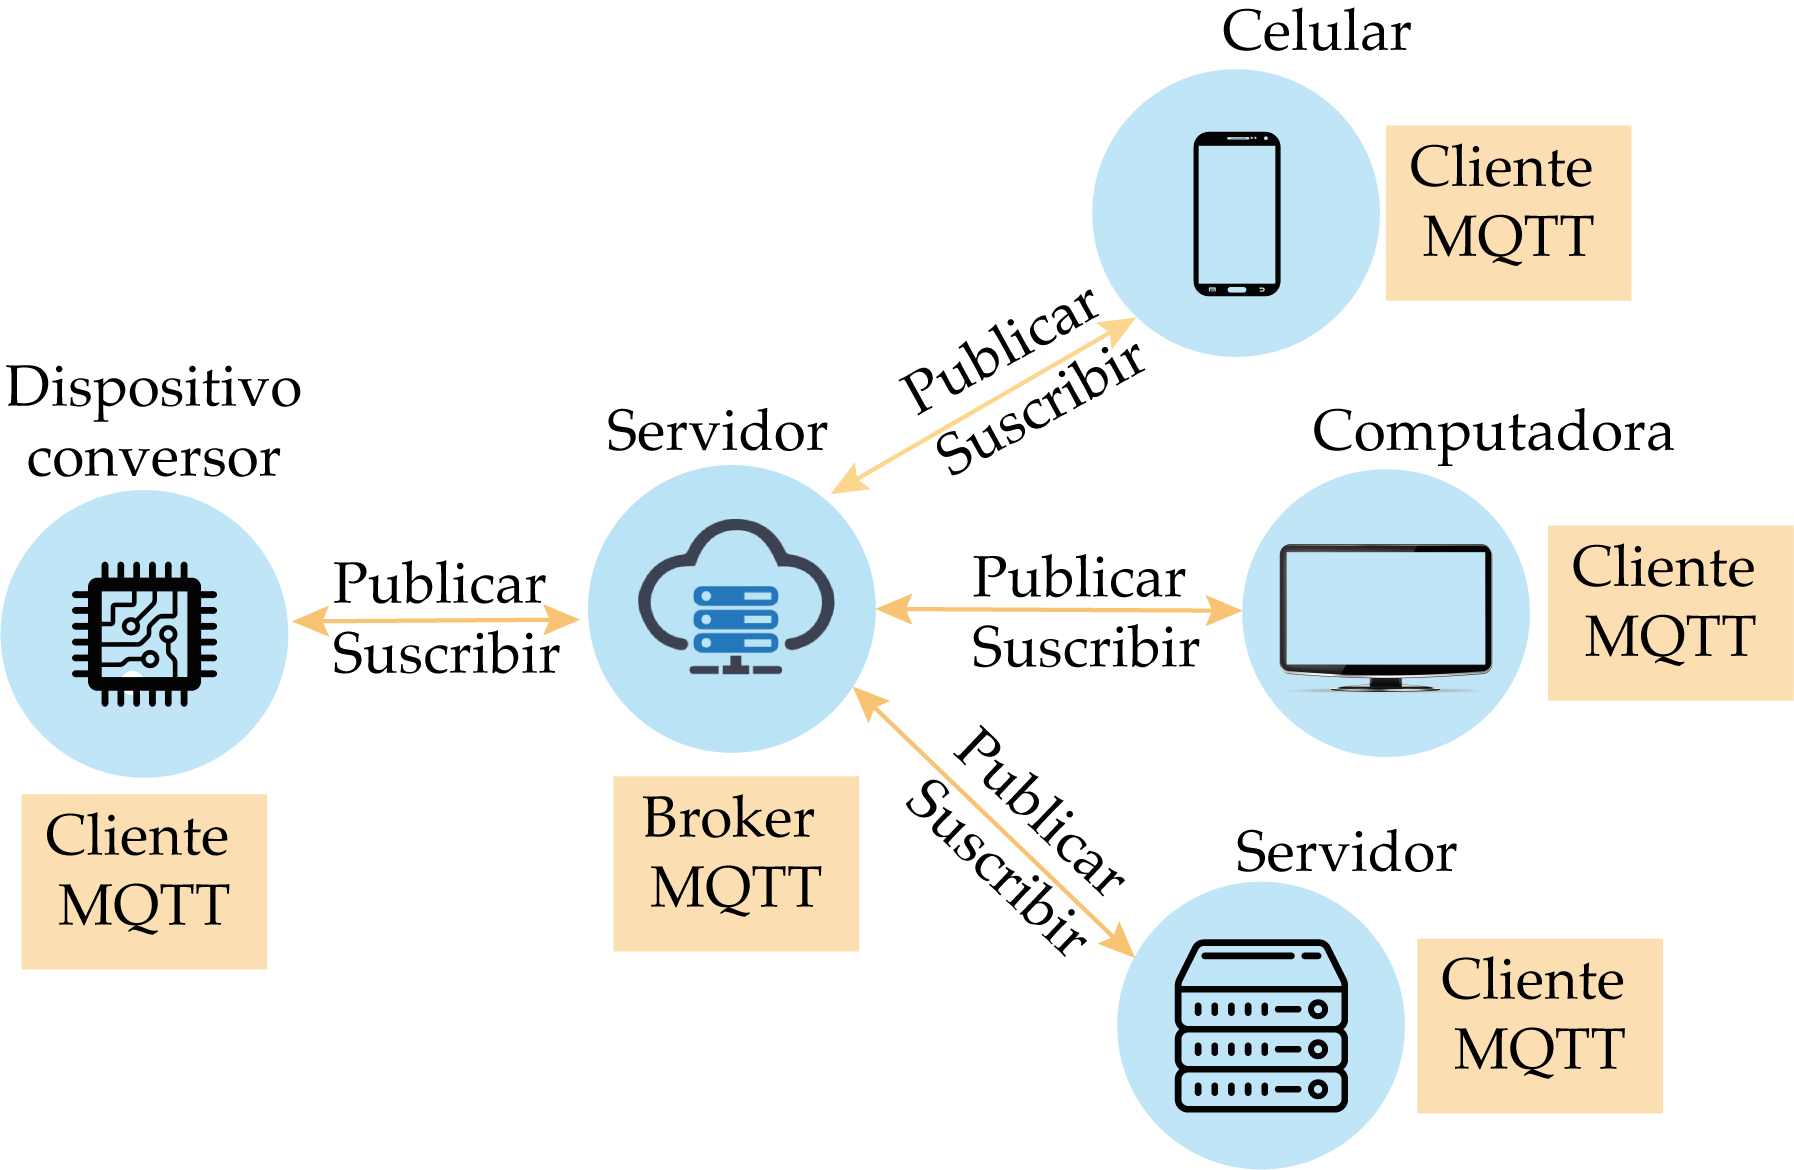 Celular
Cliente
MQTT
Publicar
Suscribir
Dispositivo
conversor
Servidor
Computadora
Publicar
Suscribir
Publicar
Suscribir
Cliente
MQTT
Cliente
MQTT
Broker
MQTT
Publicar
Suscribir
Servidor
Cliente
MQTT